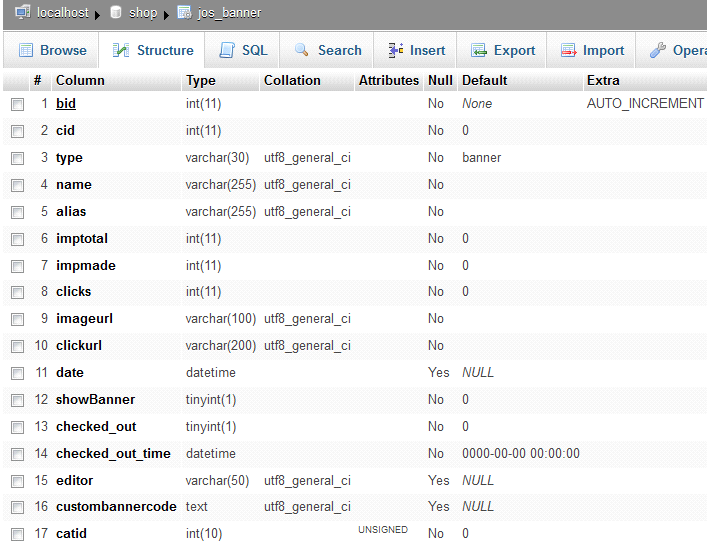 localhost shop jos_banner
Browse Structure SQL Search Insert Export Import Opera
# Column Type Collation Attributes Null Default Extra
1 bid int(11) No None AUTO_INCREMENT
2 cid int(11) No 0
3 type varchar(30) utf8_general_ci No banner
4 name varchar(255) utf8_general_ci No
5 alias varchar(255) utf8_general_ci No
6 imptotal int(11) No 0
7 impmade int(11) No 0
8 clicks int(11) No 0
9 imageurl varchar(100) utf8_general_ci No
10 clickurl varchar(200) utf8_general_ci No
11 date datetime Yes NULL
12 showBanner tinyint(1) No 0
13 checked_out tinyint(1) No 0
14 checked_out_time datetime No 0000-00-00 00:00:00
15 editor varchar(50) utf8_general_ci Yes NULL
16 custombannercode text utf8_general_ci Yes NULL
17 catid int(10) UNSIGNED No 0